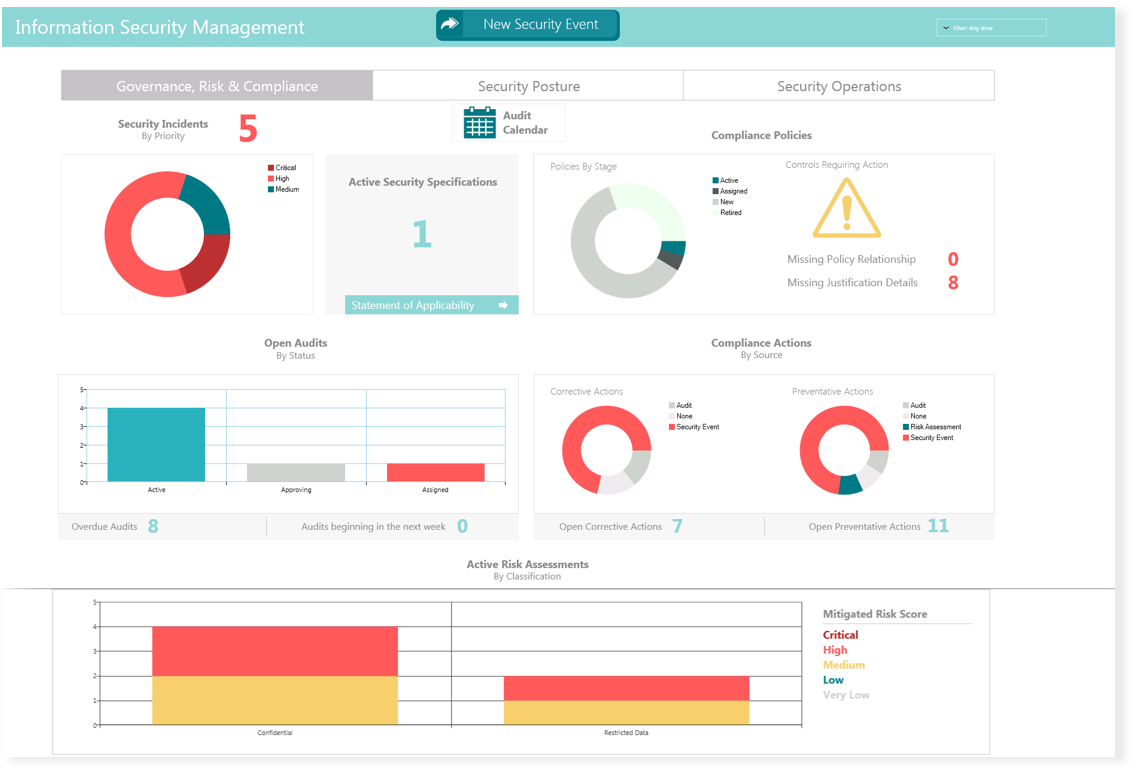 Information Security Management
New Security Event
Filter: Any time
Governance, Risk & Compliance
Security Posture
Security Operations
Security Incidents
By Priority
5
Audit
Calendar
Compliance Policies
Critical
High
Medium
Active Security Specifications
1
Statement of Applicability
Policies By Stage
Active
Assigned
New
Retired
Controls Requiring Action
Missing Policy Relationship 0
Missing Justification Details 8
Open Audits
By Status
Compliance Actions
By Source
5
4
3
2
1
0
Active
Approving
Assigned
Corrective Actions
Audit
None
Security Event
Preventative Actions
Audit
None
Risk Assessment
Security Event
Overdue Audits 8
Audits beginning in the next week 0
Open Corrective Actions 7
Open Preventative Actions 11
Active Risk Assessments
By Classification
5
4
3
2
1
0
Confidential
Restricted Data
Mitigated Risk Score
Critical
High
Medium
Low
Very Low